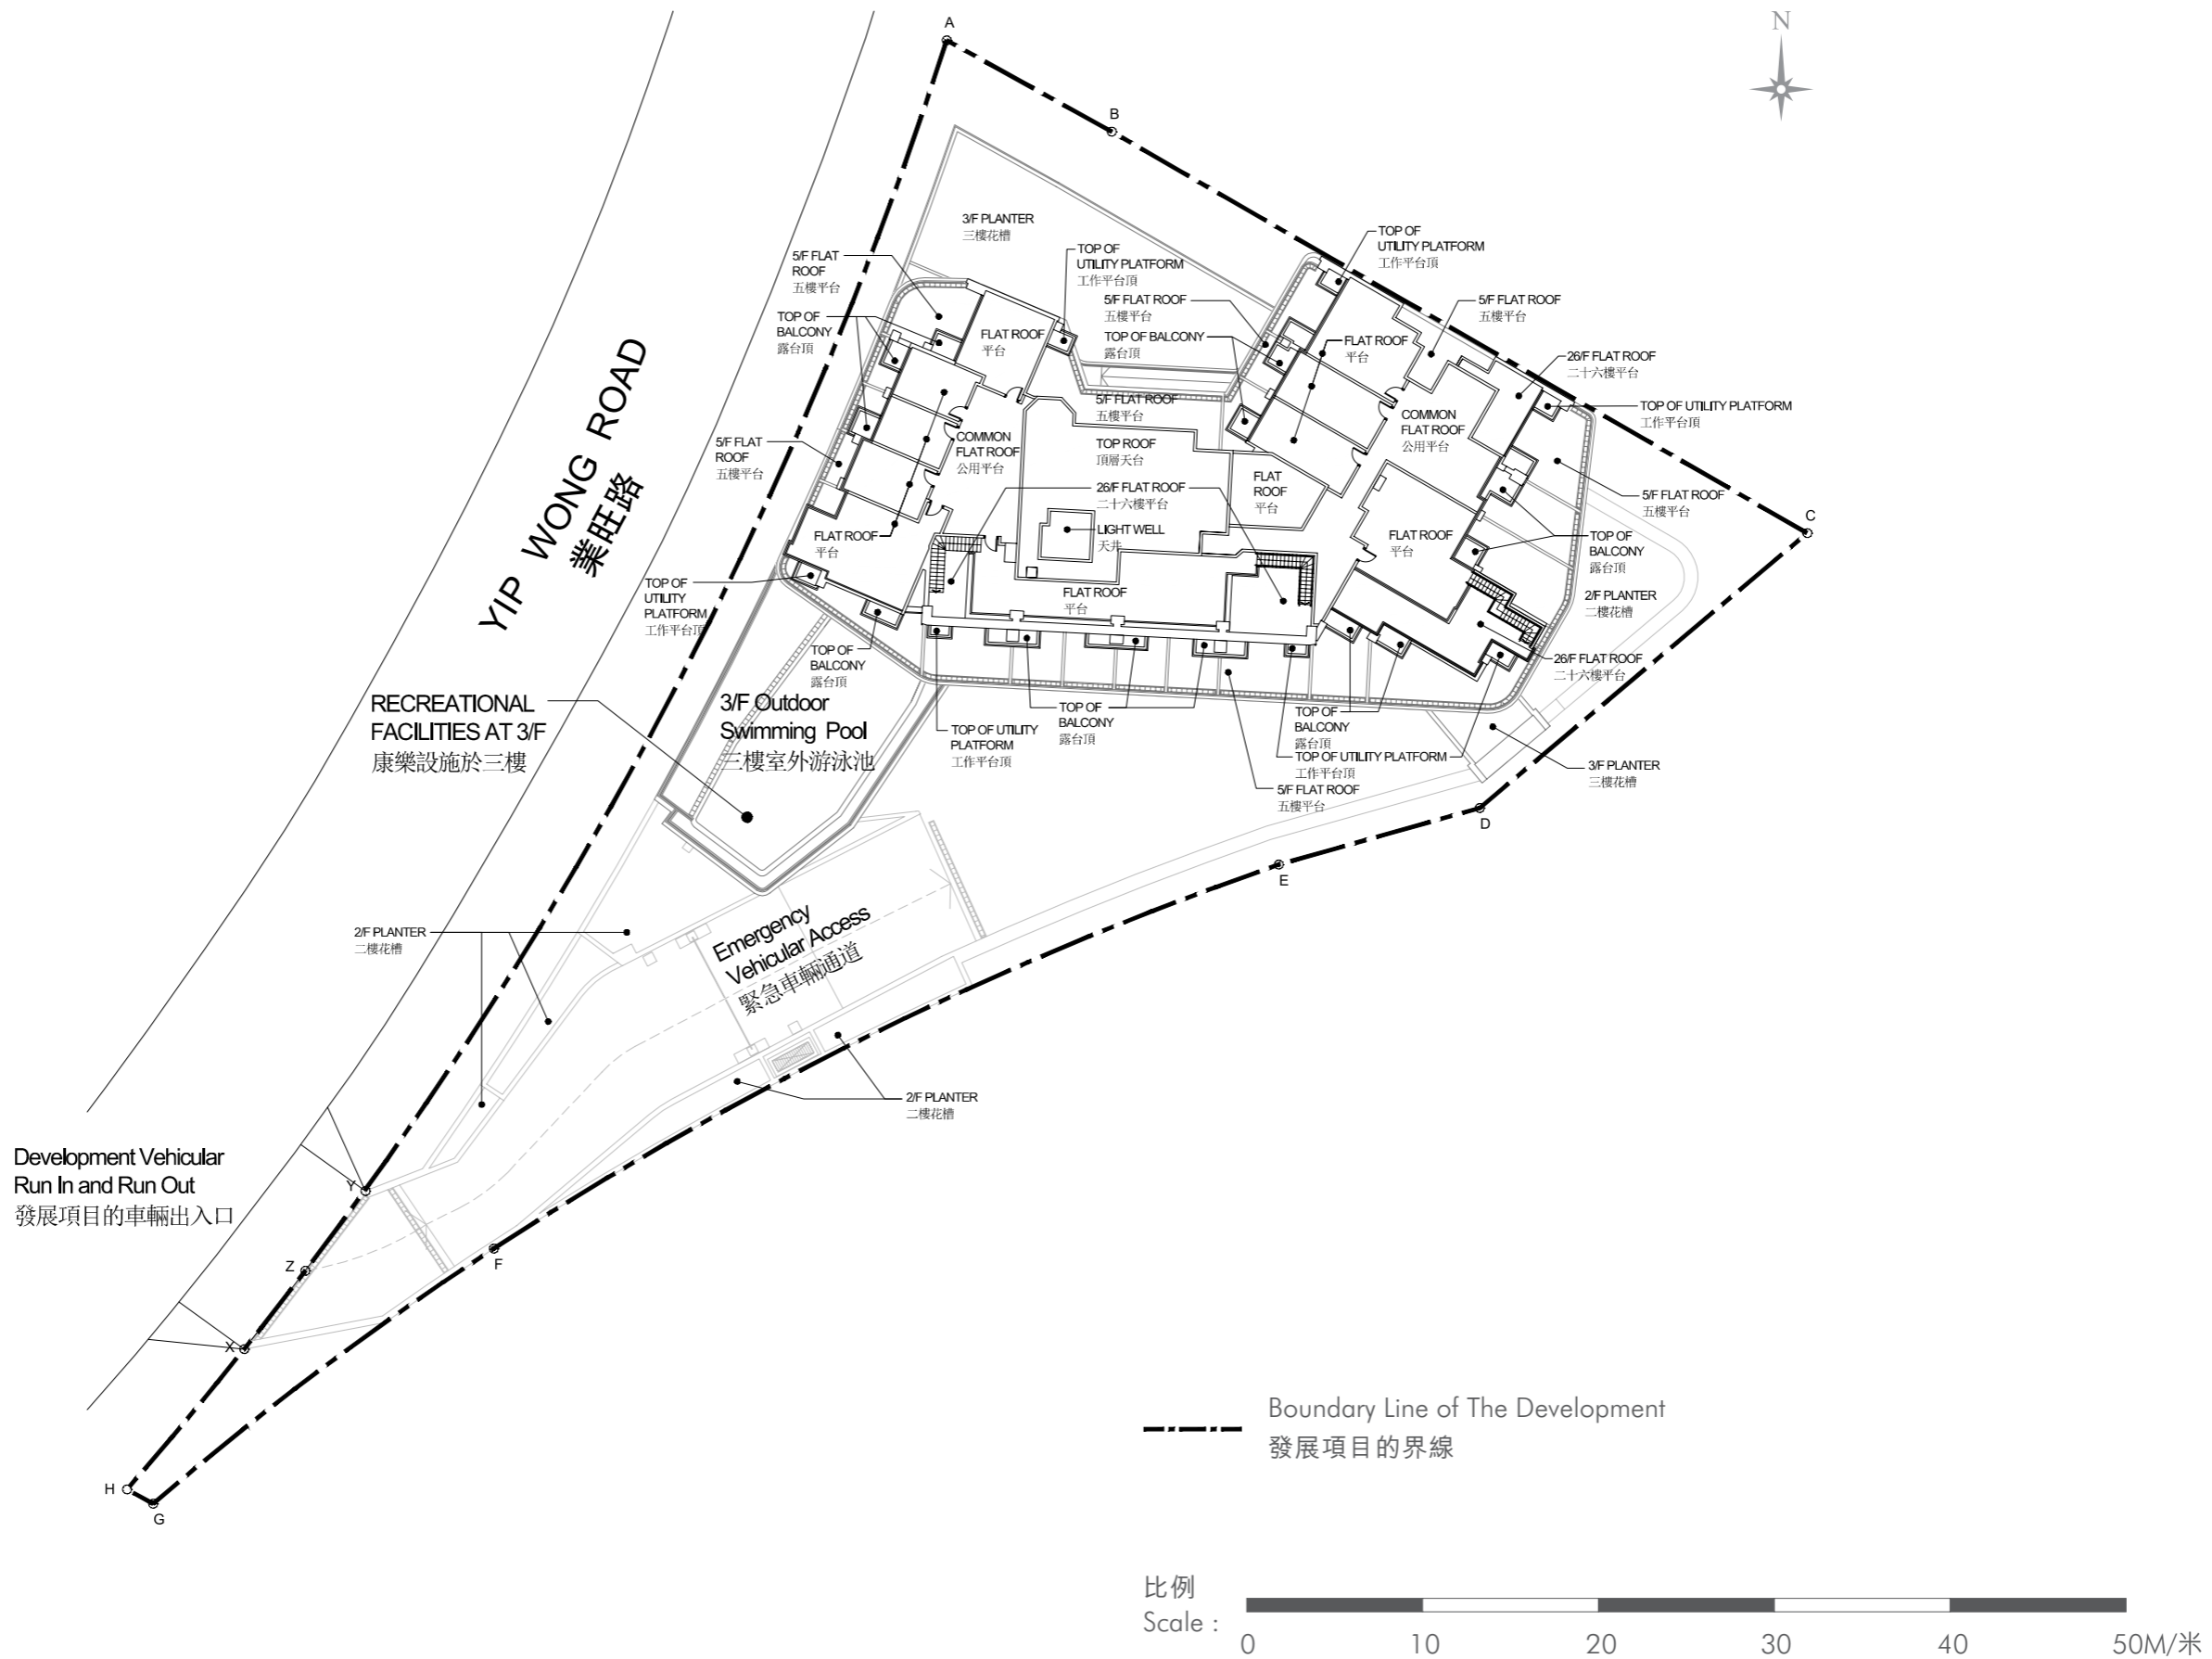 A
N
B
3/F PLANTER
三樓花槽
TOP OF
UTILITY PLATFORM
工作平台頂
TOP OF
UTILITY PLATFORM
工作平台頂
5/F FLAT
ROOF
五樓平台
5/F FLAT ROOF
五樓平台
5/F FLAT ROOF
五樓平台
TOP OF
BALCONY
露台頂
FLAT ROOF
平台
TOP OF BALCONY
露台頂
FLAT ROOF
平台
26/F FLAT ROOF
二十六樓平台
YIP WONG ROAD
業旺路
5/F FLAT ROOF
五樓平台
COMMON
FLAT ROOF
公用平台
TOP UTILITY PLATFORM
工作平台頂
5/F FLAT
ROOF
五樓平台
COMMON
FLAT ROOF
公用平台
TOP ROOF
頂層天台
26/F FLAT ROOF
二十六樓平台
FLAT
ROOF
平台
5/F FLAT ROOF
五樓平台
C
LIGHT WELL
天井
FLAT ROOF
平台
FLAT ROOF
平台
TOP OF
BALCONY
露台頂
TOP OF
UTILITY
PLATFORM
工作平台頂
FLAT ROOF
平台
2/F PLANTER
二樓花槽
TOP OF
BALCONY
露台頂
26/F FLAT ROOF
二十六樓平台
RECREATIONAL
FACILITIES AT 3/F
康樂設施於三樓
3/F Outdoor
Swimming Pool
三樓室外游泳池
TOP OF UTILITY
PLATFORM
工作平台頂
TOP OF
BALCONY
露台頂
TOP OF
BALCONY
露台頂
TOP OF UTILITY PLATFORM
工作平台頂
5/F FLAT ROOF
五樓平台
3/F PLANTER
三樓花槽
D
E
2/F PLANTER
二樓花槽
Emergency
Vehicular Access
緊急車輛通道
2/F PLANTER
二樓花槽
Development Vehicular
Run In and Run Out
發展項目的車輛出入口
Y
Z
F
X
H
G
Boundary Line of The Development
發展項目的界線
比例
Scale :
0 10 20 30 40 50M/米